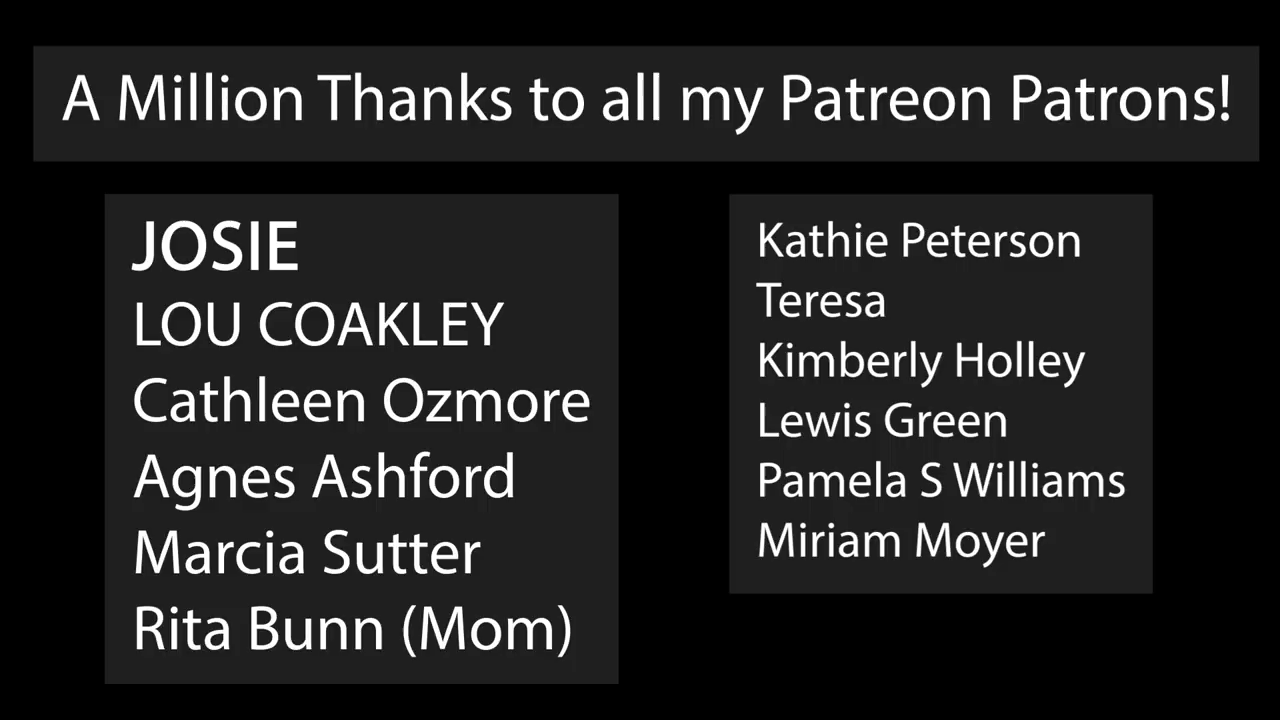 A Million Thanks to all my Patreon Patrons!
JOSIE
LOU COAKLEY
Cathleen Ozmore
Agnes Ashford
Marcia Sutter
Rita Bunn (Mom)
Kathie Peterson
Teresa
Kimberly Holley
Lewis Green
Pamela S Williams
Miriam Moyer